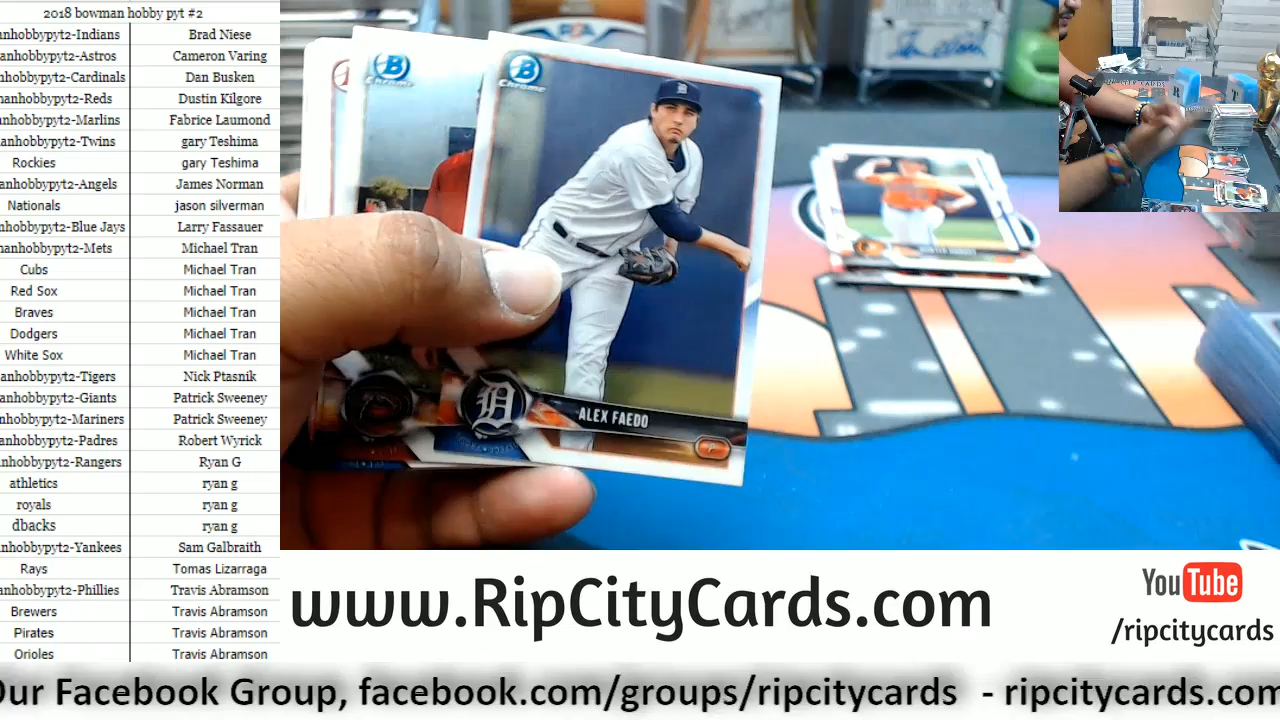 2018 bowman hobby pyt #2
anhobbypyt2-Indians Brad Niese
nhobbypyt2-Astros Cameron Varing
nhobbypyt2-Cardinals Dan Busken
manhobbypyt2-Reds Dustin Kilgore
nanhobbypyt2-Marlins Fabrice Laumond
anhobbypyt2-Twins gary Teshima
Rockies gary Teshima
anhobbypyt2-Angels James Norman
Nationals jason silverman
nhobbypyt2-Blue Jays Larry Fassauer
manhobbypyt2-Mets Michael Tran
Cubs Michael Tran
Red Sox Michael Tran
Braves Michael Tran
Dodgers Michael Tran
White Sox Michael Tran
anhobbypyt2-Tigers Nick Ptasnik
anhobbypyt2-Giants Patrick Sweeney
nhobbypyt2-Mariners Patrick Sweeney
anhobbypyt2-Padres Robert Wyrick
anhobbypyt2-Rangers Ryan G
athletics ryan g
royals ryan g
dbacks ryan g
nhobbypyt2-Yankees Sam Galbraith
Rays Tomas Lizarraga
anhobbypyt2-Phillies Travis Abramson
Brewers Travis Abramson
Pirates Travis Abramson
Orioles Travis Abramson
B Chrome
B Chrome
D
ALEX FAEDO
P
www.RipCityCards.com
YouTube
/ripcitycards
Our Facebook Group, facebook.com/groups/ripcitycards - ripcitycards.com